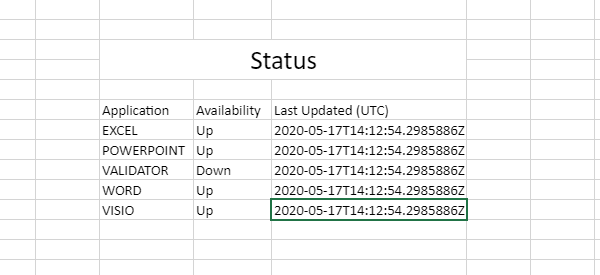 Status
Application Availability Last Updated (UTC)
EXCEL Up 2020-05-17T14:12:54.2985886Z
POWERPOINT Up 2020-05-17T14:12:54.2985886Z
VALIDATOR Down 2020-05-17T14:12:54.2985886Z
WORD Up 2020-05-17T14:12:54.2985886Z
VISIO Up 2020-05-17T14:12:54.2985886Z